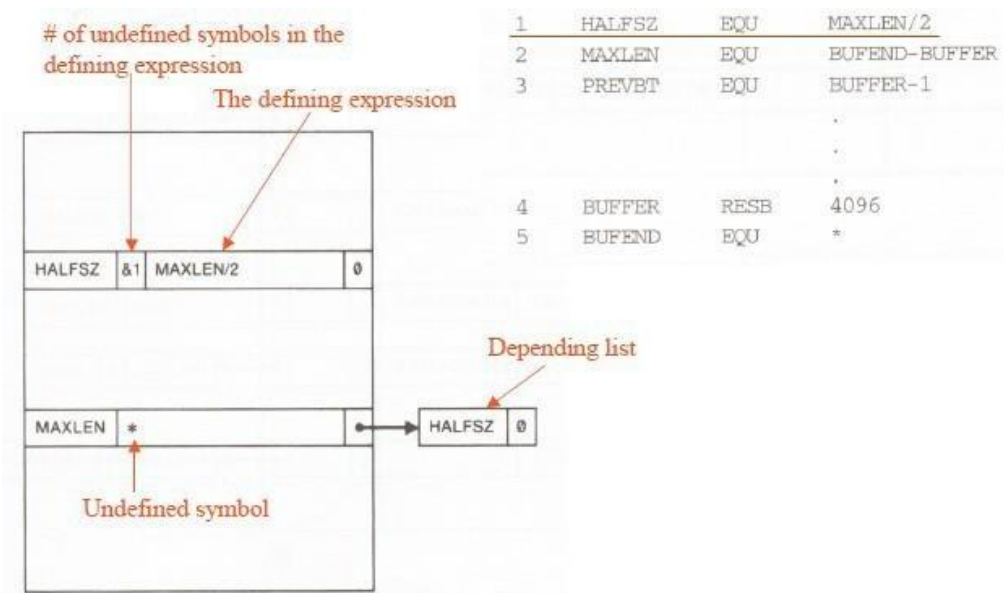 # of undefined symbols in the
defining expression
The defining expression
1 HALFSZ EQU MAXLEN/2
2 MAXLEN EQU BUFEND-BUFFER
3 PREVBT EQU BUFFER-1
.
.
.
4 BUFFER RESB 4096
5 BUFEND EQU *
HALFSZ &1 MAXLEN/2 0
Depending list
MAXLEN * HALFSZ 0
Undefined symbol